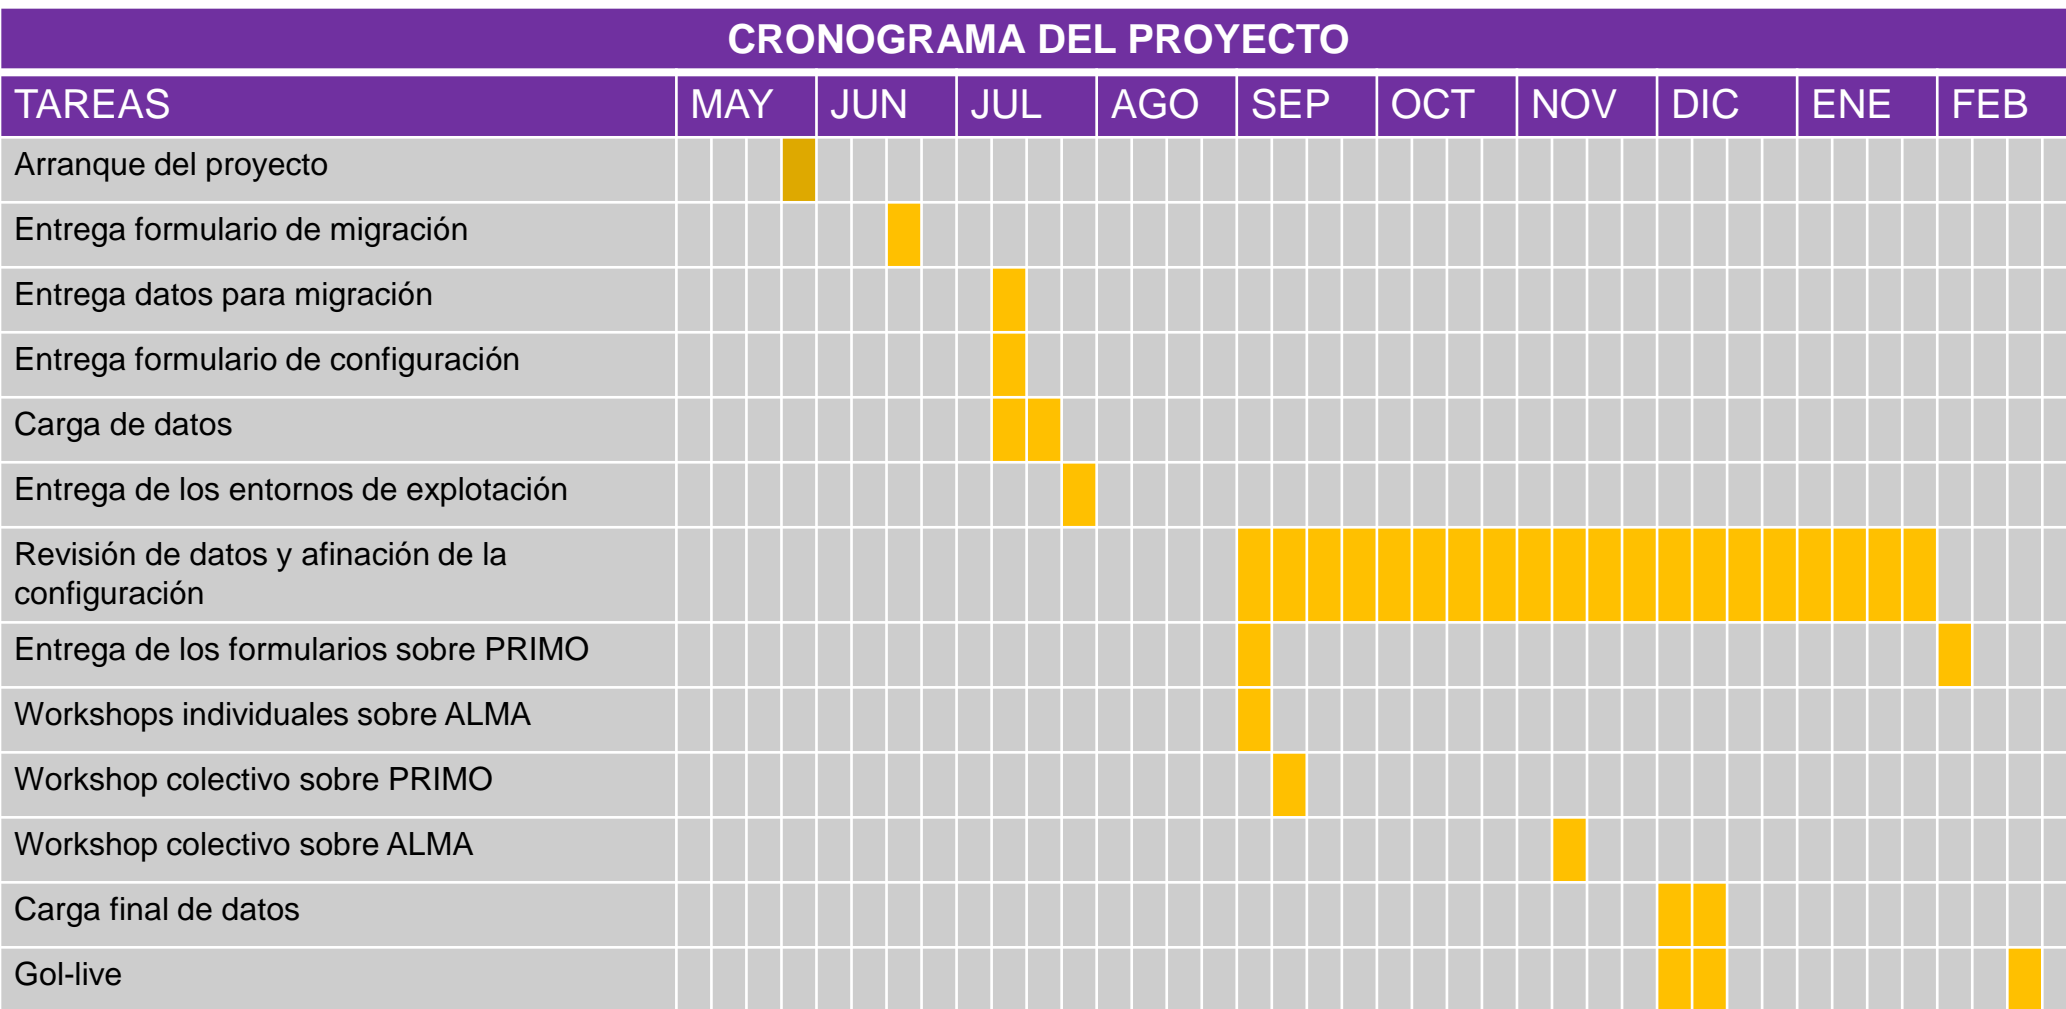 CRONOGRAMA DEL PROYECTO
TAREAS MAY JUN JUL AGO SEP OCT NOV DIC ENE FEB
Arranque del proyecto
Entrega formulario de migración
Entrega datos para migración
Entrega formulario de configuración
Carga de datos
Entrega de los entornos de explotación
Revisión de datos y afinación de la
configuración
Entrega de los formularios sobre PRIMO
Workshops individuales sobre ALMA
Workshop colectivo sobre PRIMO
Workshop colectivo sobre ALMA
Carga final de datos
Gol-live